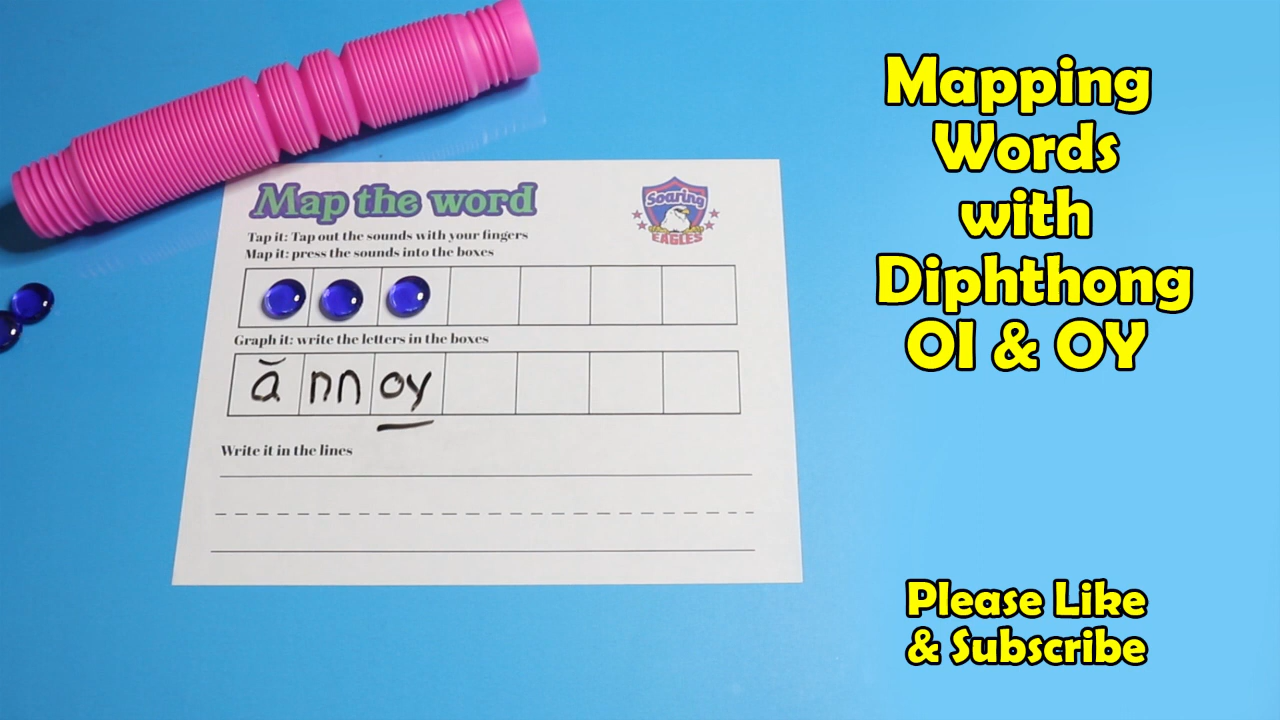 Mapping
Words
with
Diphthong
OI & OY
Map the word
Soaring
EAGLES
Tap it: Tap out the sounds with your fingers
Map it: press the sounds into the boxes
Graph it: write the letters in the boxes
ă nn oy
Write it in the lines
Please Like
& Subscribe